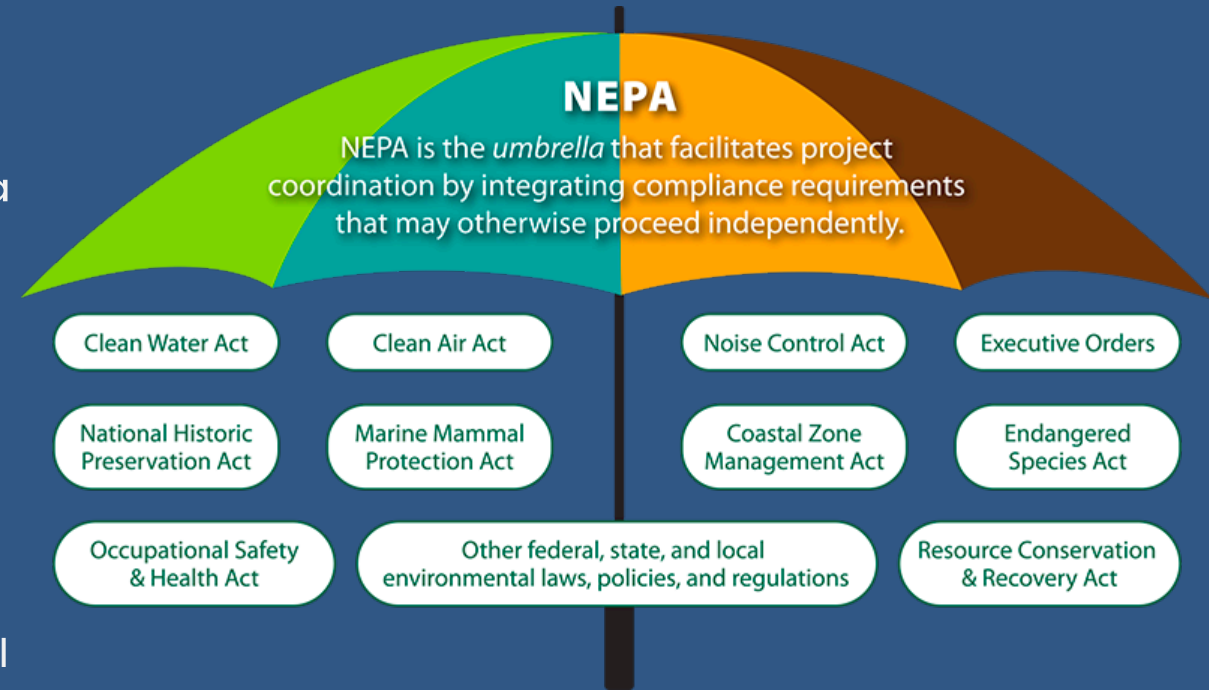 NEPA
NEPA is the umbrella that facilitates project
coordination by integrating compliance requirements
that may otherwise proceed independently.
a
Clean Water Act
Clean Air Act
Noise Control Act
Executive Orders
National Historic
Preservation Act
Marine Mammal
Protection Act
Coastal Zone
Management Act
Endangered
Species Act
Occupational Safety
& Health Act
Other federal, state, and local
environmental laws, policies, and regulations
Resource Conservation
& Recovery Act
l